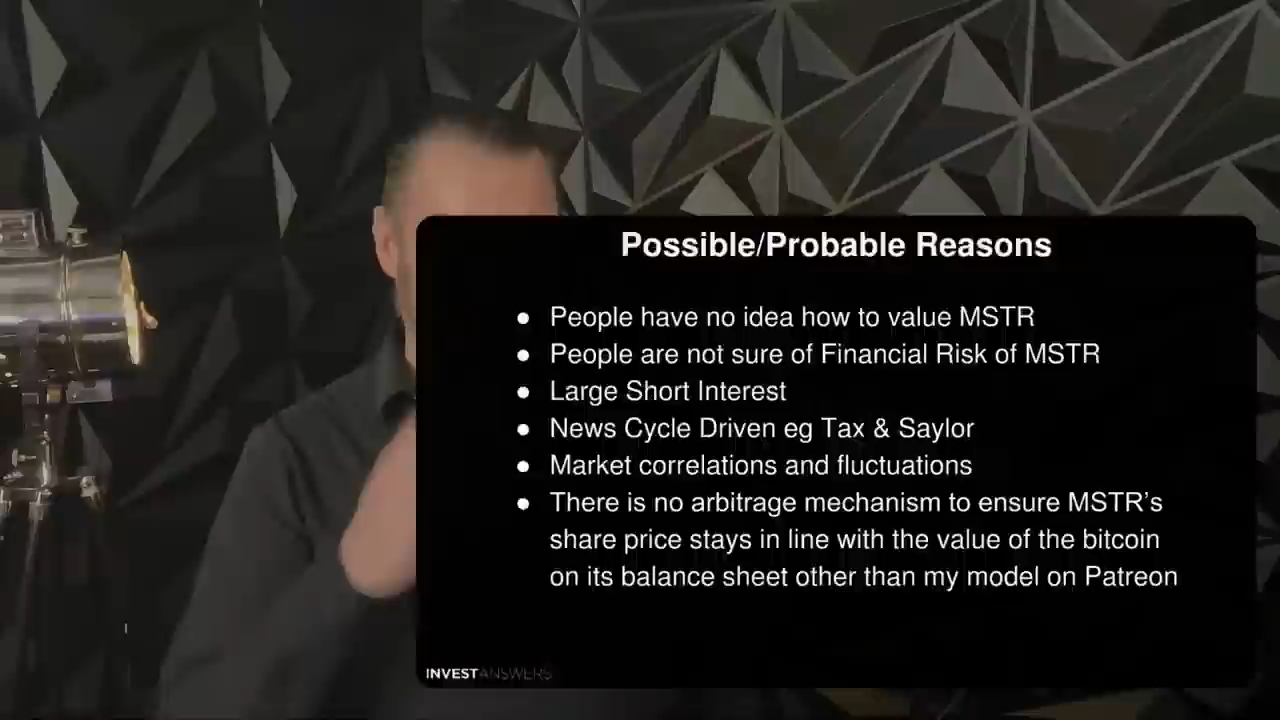 Possible/Probable Reasons
● People have no idea how to value MSTR
● People are not sure of Financial Risk of MSTR
● Large Short Interest
● News Cycle Driven eg Tax & Saylor
● Market correlations and fluctuations
● There is no arbitrage mechanism to ensure MSTR's
share price stays in line with the value of the bitcoin
on its balance sheet other than my model on Patreon
INVESTANSWERS